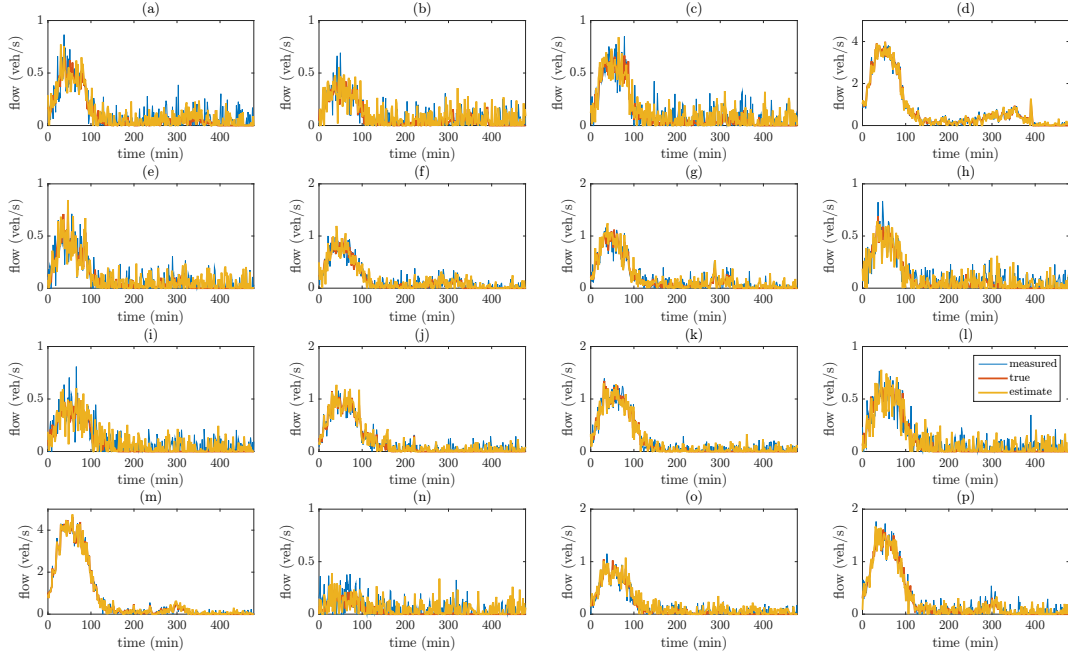 (a) (b) (c) (d)
flow (veh/s) 1 0.5 0 flow (veh/s) 1 0.5 0 flow (veh/s) 1 0.5 0 flow (veh/s) 4 2 0
0 100 200 300 400 0 100 200 300 400 0 100 200 300 400 0 100 200 300 400
time (min) time (min) time (min) time (min)
(e) (f) (g) (h)
flow (veh/s) 1 0.5 0 flow (veh/s) 2 1 0 flow (veh/s) 2 1 0 flow (veh/s) 1 0.5 0
0 100 200 300 400 0 100 200 300 400 0 100 200 300 400 0 100 200 300 400
time (min) time (min) time (min) time (min)
(i) (j) (k) (l)
flow (veh/s) 1 0.5 0 flow (veh/s) 2 1 0 flow (veh/s) 2 1 0 flow (veh/s) 1 0.5 0
measured
true
estimate
0 100 200 300 400 0 100 200 300 400 0 100 200 300 400 0 100 200 300 400
time (min) time (min) time (min) time (min)
(m) (n) (o) (p)
flow (veh/s) 4 2 0 flow (veh/s) 1 0.5 0 flow (veh/s) 2 1 0 flow (veh/s) 2 1 0
0 100 200 300 400 0 100 200 300 400 0 100 200 300 400 0 100 200 300 400
time (min) time (min) time (min) time (min)